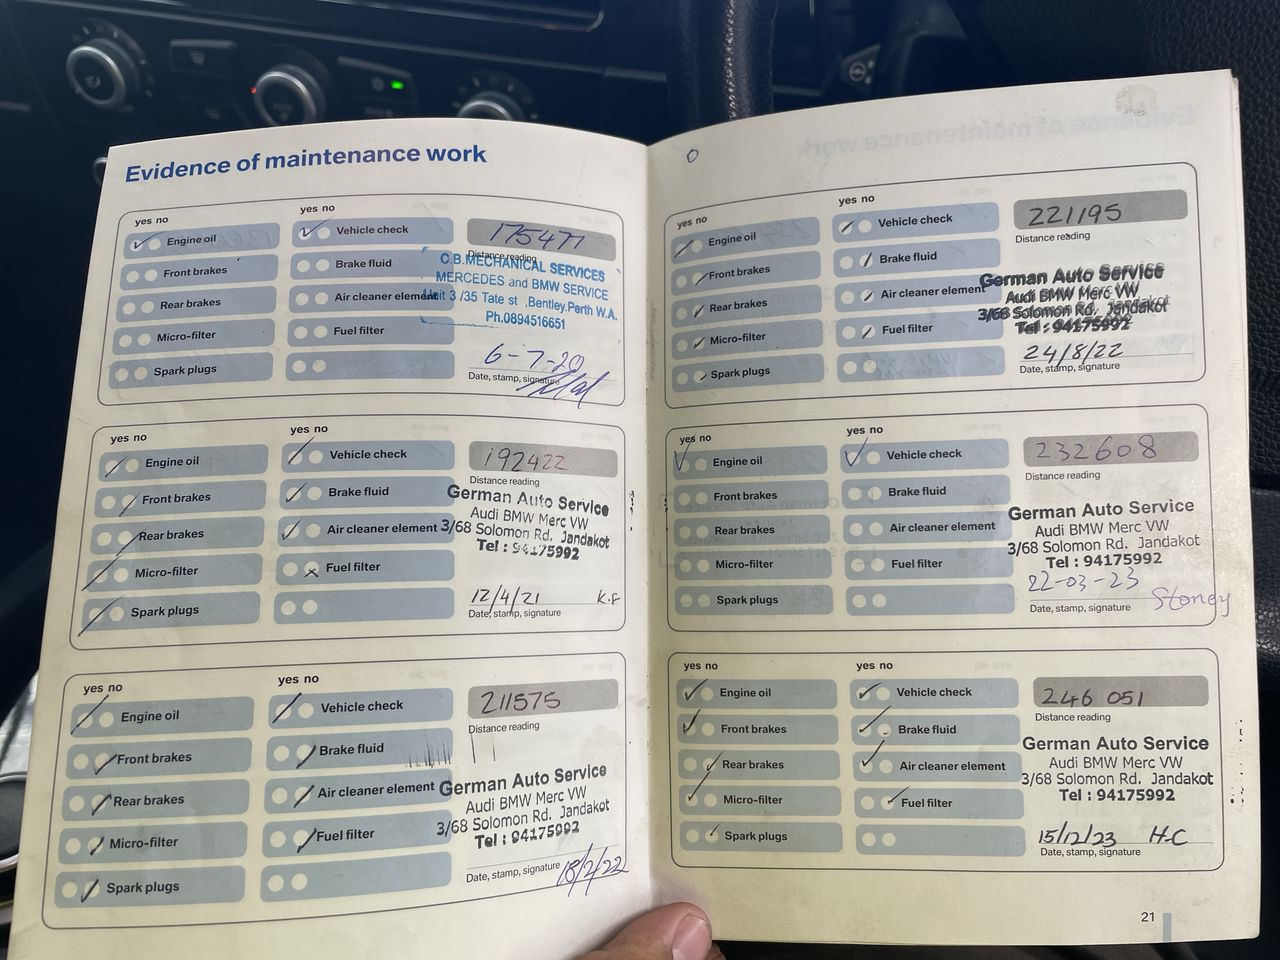 Evidence of maintenance work
yes no
Engine oil
Front brakes
Rear brakes
Micro-filter
Spark plugs
yes no
Vehicle check
Brake fluid
Air cleaner element
Fuel filter
175477
Distance reading
C.B.MECHANICAL SERVICES
MERCEDES and BMW SERVICE
Unit 3 /35 Tate st ,Bentley.Perth W.A.
Ph.0894516651
6-7-20
Date, stamp, signature
yes no
Engine oil
Front brakes
Rear brakes
Micro-filter
Spark plugs
yes no
Vehicle check
Brake fluid
Air cleaner element
Fuel filter
192422
Distance reading
German Auto Service
Audi BMW Merc VW
3/68 Solomon Rd. Jandakot
Tel : 94175992
12/4/21 K.F
Date, stamp, signature
yes no
Engine oil
Front brakes
Rear brakes
Micro-filter
Spark plugs
yes no
Vehicle check
Brake fluid
Air cleaner element
Fuel filter
211575
Distance reading
German Auto Service
Audi BMW Merc VW
3/68 Solomon Rd. Jandakot
Tel : 94175992
18/2/22
Date, stamp, signature
yes no
Engine oil
Front brakes
Rear brakes
Micro-filter
Spark plugs
yes no
Vehicle check
Brake fluid
Air cleaner element
Fuel filter
221195
Distance reading
German Auto Service
Audi BMW Merc VW
3/68 Solomon Rd. Jandakot
Tel : 94175992
24/8/22
Date, stamp, signature
yes no
Engine oil
Front brakes
Rear brakes
Micro-filter
Spark plugs
yes no
Vehicle check
Brake fluid
Air cleaner element
Fuel filter
232608
Distance reading
German Auto Service
Audi BMW Merc VW
3/68 Solomon Rd. Jandakot
Tel : 94175992
22-03-23
Date, stamp, signature Stoney
yes no
Engine oil
Front brakes
Rear brakes
Micro-filter
Spark plugs
yes no
Vehicle check
Brake fluid
Air cleaner element
Fuel filter
246 051
Distance reading
German Auto Service
Audi BMW Merc VW
3/68 Solomon Rd. Jandakot
Tel : 94175992
15/12/23 H-C
Date, stamp, signature
21